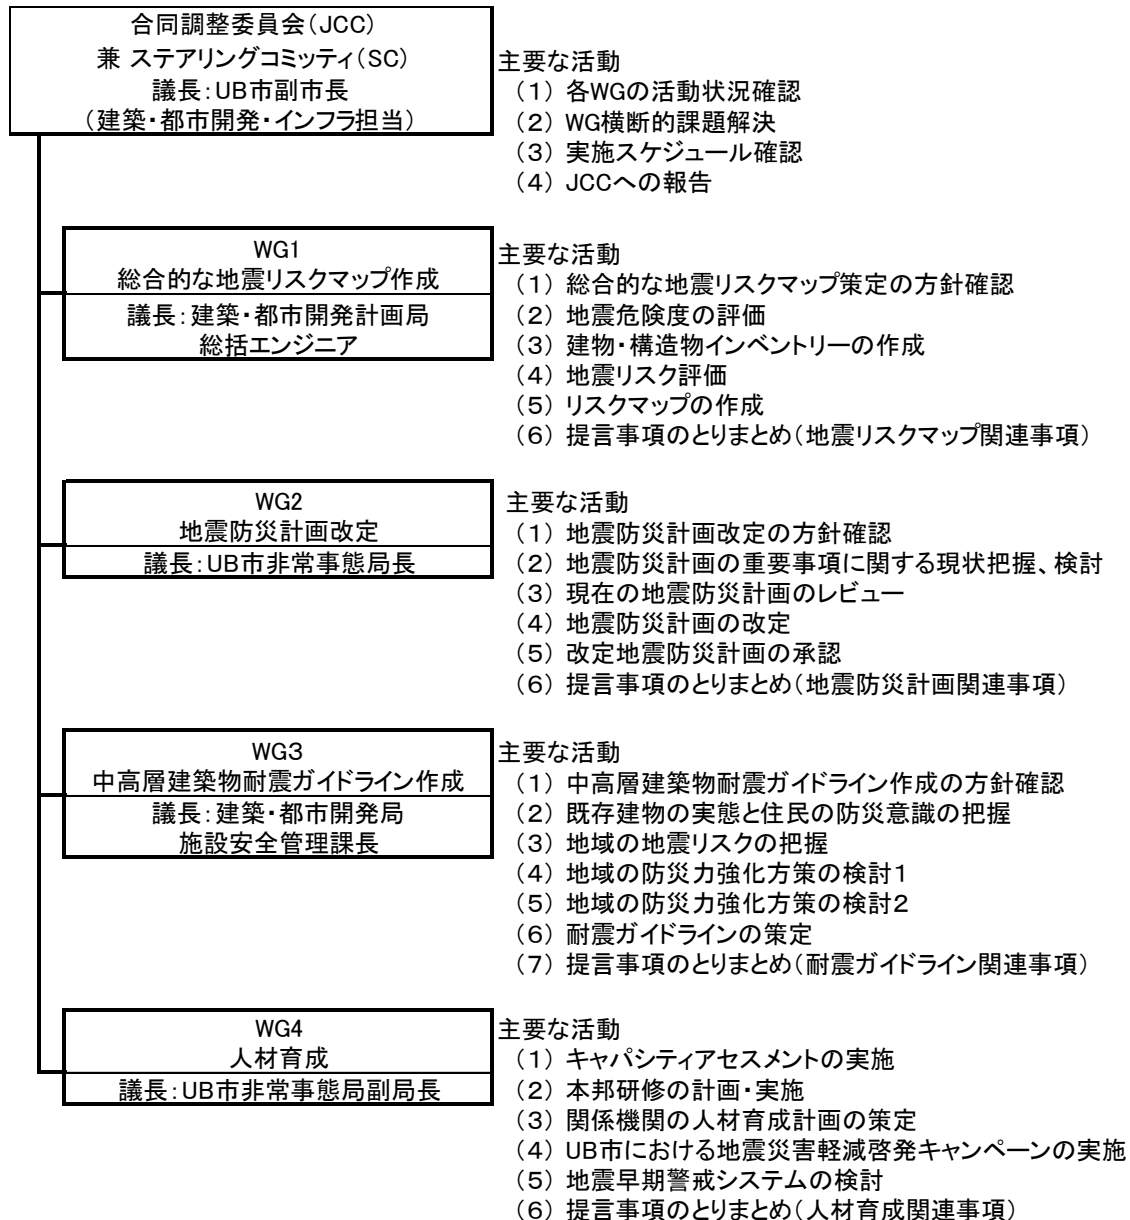 合同調整委員会（JCC）
兼 ステアリングコミッティ（SC）
議長：UB市副市長
（建築・都市開発・インフラ担当）
主要な活動
（1） 各WGの活動状況確認
（2） WG横断的課題解決
（3） 実施スケジュール確認
（4） JCCへの報告
WG1
総合的な地震リスクマップ作成
議長：建築・都市開発計画局
総括エンジニア
主要な活動
（1） 総合的な地震リスクマップ策定の方針確認
（2） 地震危険度の評価
（3） 建物・構造物インベントリーの作成
（4） 地震リスク評価
（5） リスクマップの作成
（6） 提言事項のとりまとめ（地震リスクマップ関連事項）
WG2
地震防災計画改定
議長：UB市非常事態局長
主要な活動
（1） 地震防災計画改定の方針確認
（2） 地震防災計画の重要事項に関する現状把握、検討
（3） 現在の地震防災計画のレビュー
（4） 地震防災計画の改定
（5） 改定地震防災計画の承認
（6） 提言事項のとりまとめ（地震防災計画関連事項）
WG3
中高層建築物耐震ガイドライン作成
議長：建築・都市開発局
施設安全管理課長
主要な活動
（1） 中高層建築物耐震ガイドライン作成の方針確認
（2） 既存建物の実態と住民の防災意識の把握
（3） 地域の地震リスクの把握
（4） 地域の防災力強化方策の検討1
（5） 地域の防災力強化方策の検討2
（6） 耐震ガイドラインの策定
（7） 提言事項のとりまとめ（耐震ガイドライン関連事項）
WG4
人材育成
議長：UB市非常事態局副局長
主要な活動
（1） キャパシティアセスメントの実施
（2） 本邦研修の計画・実施
（3） 関係機関の人材育成計画の策定
（4） UB市における地震災害軽減啓発キャンペーンの実施
（5） 地震早期警戒システムの検討
（6） 提言事項のとりまとめ（人材育成関連事項）